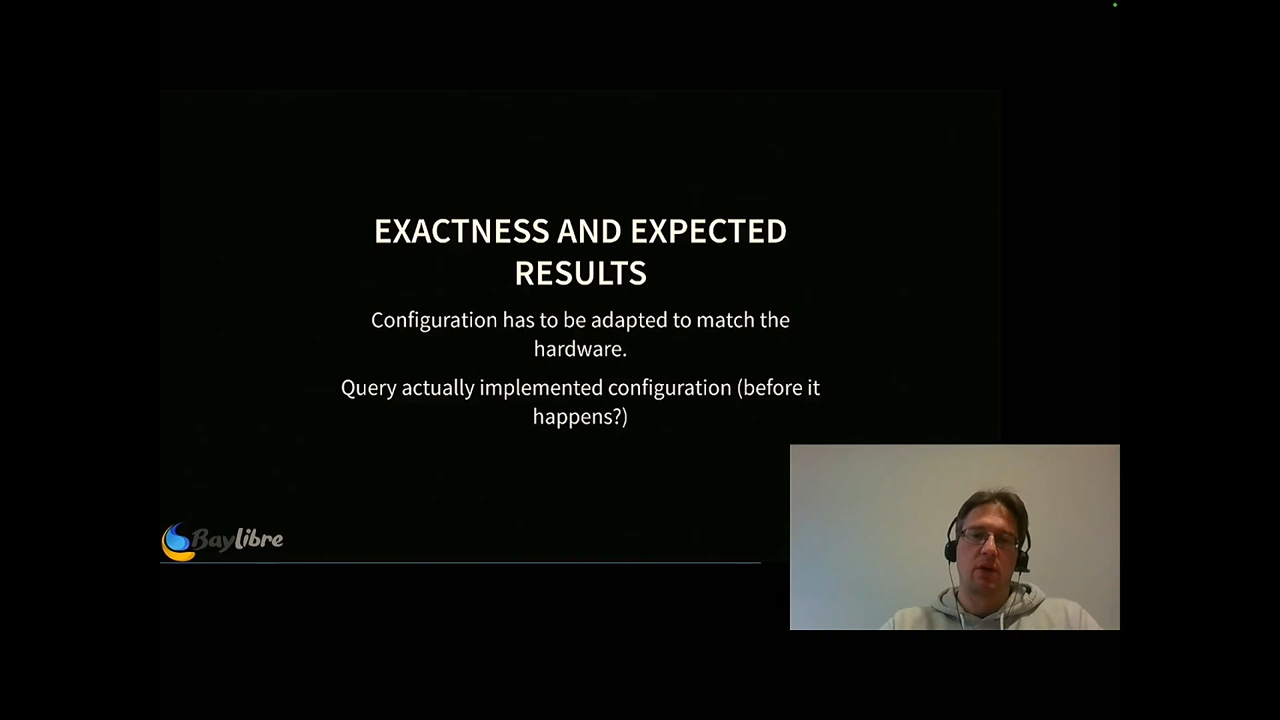 EXACTNESS AND EXPECTED
RESULTS
Configuration has to be adapted to match the
hardware.
Query actually implemented configuration (before it
happens?)
Baylibre